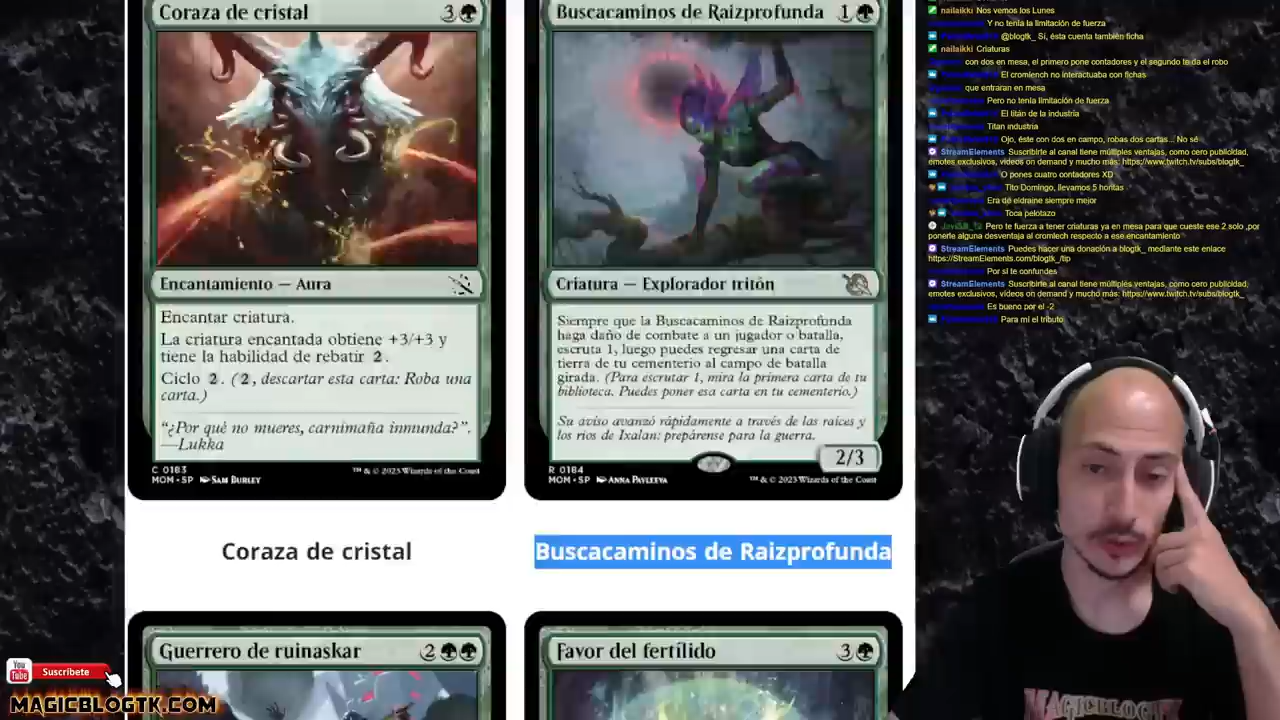 Coraza de cristal 3
Encantamiento — Aura
Encantar criatura.
La criatura encantada obtiene +3/+3 y
tiene la habilidad de rebatir 2.
Ciclo 2. (2, descartar esta carta: Roba una
carta.)
“¿Por qué no mueres, carnimaña inmunda?”.
—Lukka
C 0183
MOM • SP SAM BURLEY ™ & © 2023 Wizards of the Coast
Coraza de cristal
Buscacaminos de Raizprofunda 1
Criatura — Explorador tritón
Siempre que la Buscacaminos de Raizprofunda
haga daño de combate a un jugador o batalla,
escruta 1, luego puedes regresar una carta de
tierra de tu cementerio al campo de batalla
girada. (Para escrutar 1, mira la primera carta de tu
biblioteca. Puedes poner esa carta en tu cementerio.)
Su aviso avanzó rápidamente a través de las raíces y
los ríos de Ixalan: prepárense para la guerra.
2/3
R 0184
MOM • SP ANNA PAVLEEVA ™ & © 2023 Wizards of the Coast
Buscacaminos de Raizprofunda
Guerrero de ruinaskar 2
Favor del fertílido 3
nailaikki Nos vemos los Lunes
Y no tenía la limitación de fuerza
@blogtk_ Sí, ésta cuenta también ficha
nailaikki Criaturas
con dos en mesa, el primero pone contadores y el segundo te da el robo
El cromlench no interactuaba con fichas
que entraran en mesa
Pero no tenía limitación de fuerza
El titán de la industria
Titan industria
Ojo, éste con dos en campo, robas dos cartas... No sé
StreamElements Suscribirte al canal tiene múltiples ventajas, como cero publicidad,
emotes exclusivos, vídeos on demand y mucho más: https://www.twitch.tv/subs/blogtk_
O pones cuatro contadores XD
Tito Domingo, llevamos 5 horitas
Era de eldraine siempre mejor
Toca pelotazo
Pero te fuerza a tener criaturas ya en mesa para que cueste ese 2 solo ,por
ponerle alguna desventaja al cromlech respecto a ese encantamiento
StreamElements Puedes hacer una donación a blogtk_ mediante este enlace
https://StreamElements.com/blogtk_/tip
Por si te confundes
StreamElements Suscribirte al canal tiene múltiples ventajas, como cero publicidad,
emotes exclusivos, vídeos on demand y mucho más: https://www.twitch.tv/subs/blogtk_
Es bueno por el -2
Para mí el tributo
You
Tube
Suscríbete
MAGICBLOGTK.COM
MAGICBLOGTK